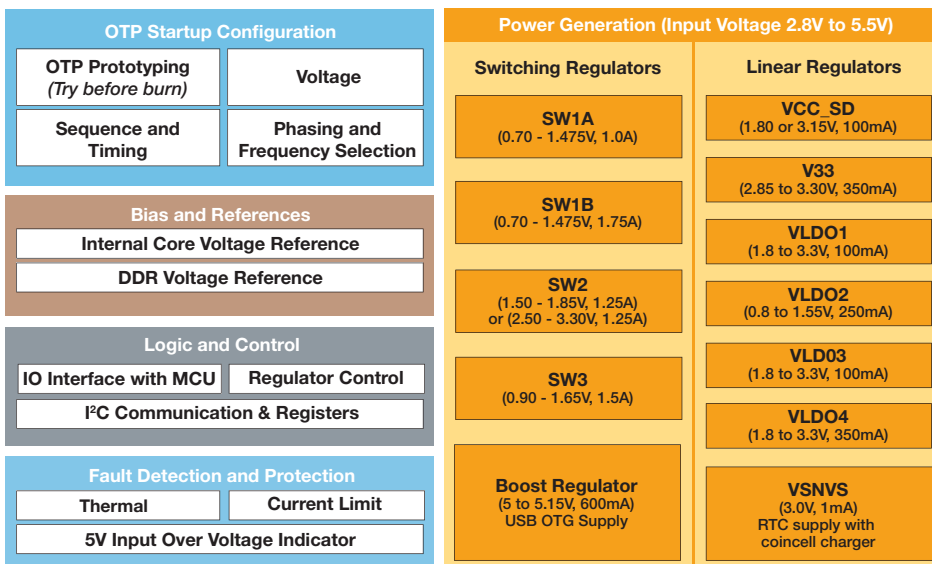 OTP Startup Configuration
OTP Prototyping
(Try before burn)
Voltage
Sequence and
Timing
Phasing and
Frequency Selection
Bias and References
Internal Core Voltage Reference
DDR Voltage Reference
Logic and Control
IO Interface with MCU
Regulator Control
I²C Communication & Registers
Fault Detection and Protection
Thermal
Current Limit
5V Input Over Voltage Indicator
Power Generation (Input Voltage 2.8V to 5.5V)
Switching Regulators
SW1A
(0.70 - 1.475V, 1.0A)
SW1B
(0.70 - 1.475V, 1.75A)
SW2
(1.50 - 1.85V, 1.25A)
or (2.50 - 3.30V, 1.25A)
SW3
(0.90 - 1.65V, 1.5A)
Boost Regulator
(5 to 5.15V, 600mA)
USB OTG Supply
Linear Regulators
VCC_SD
(1.80 or 3.15V, 100mA)
V33
(2.85 to 3.30V, 350mA)
VLDO1
(1.8 to 3.3V, 100mA)
VLDO2
(0.8 to 1.55V, 250mA)
VLD03
(1.8 to 3.3V, 100mA)
VLDO4
(1.8 to 3.3V, 350mA)
VSNVS
(3.0V, 1mA)
RTC supply with
coincell charger